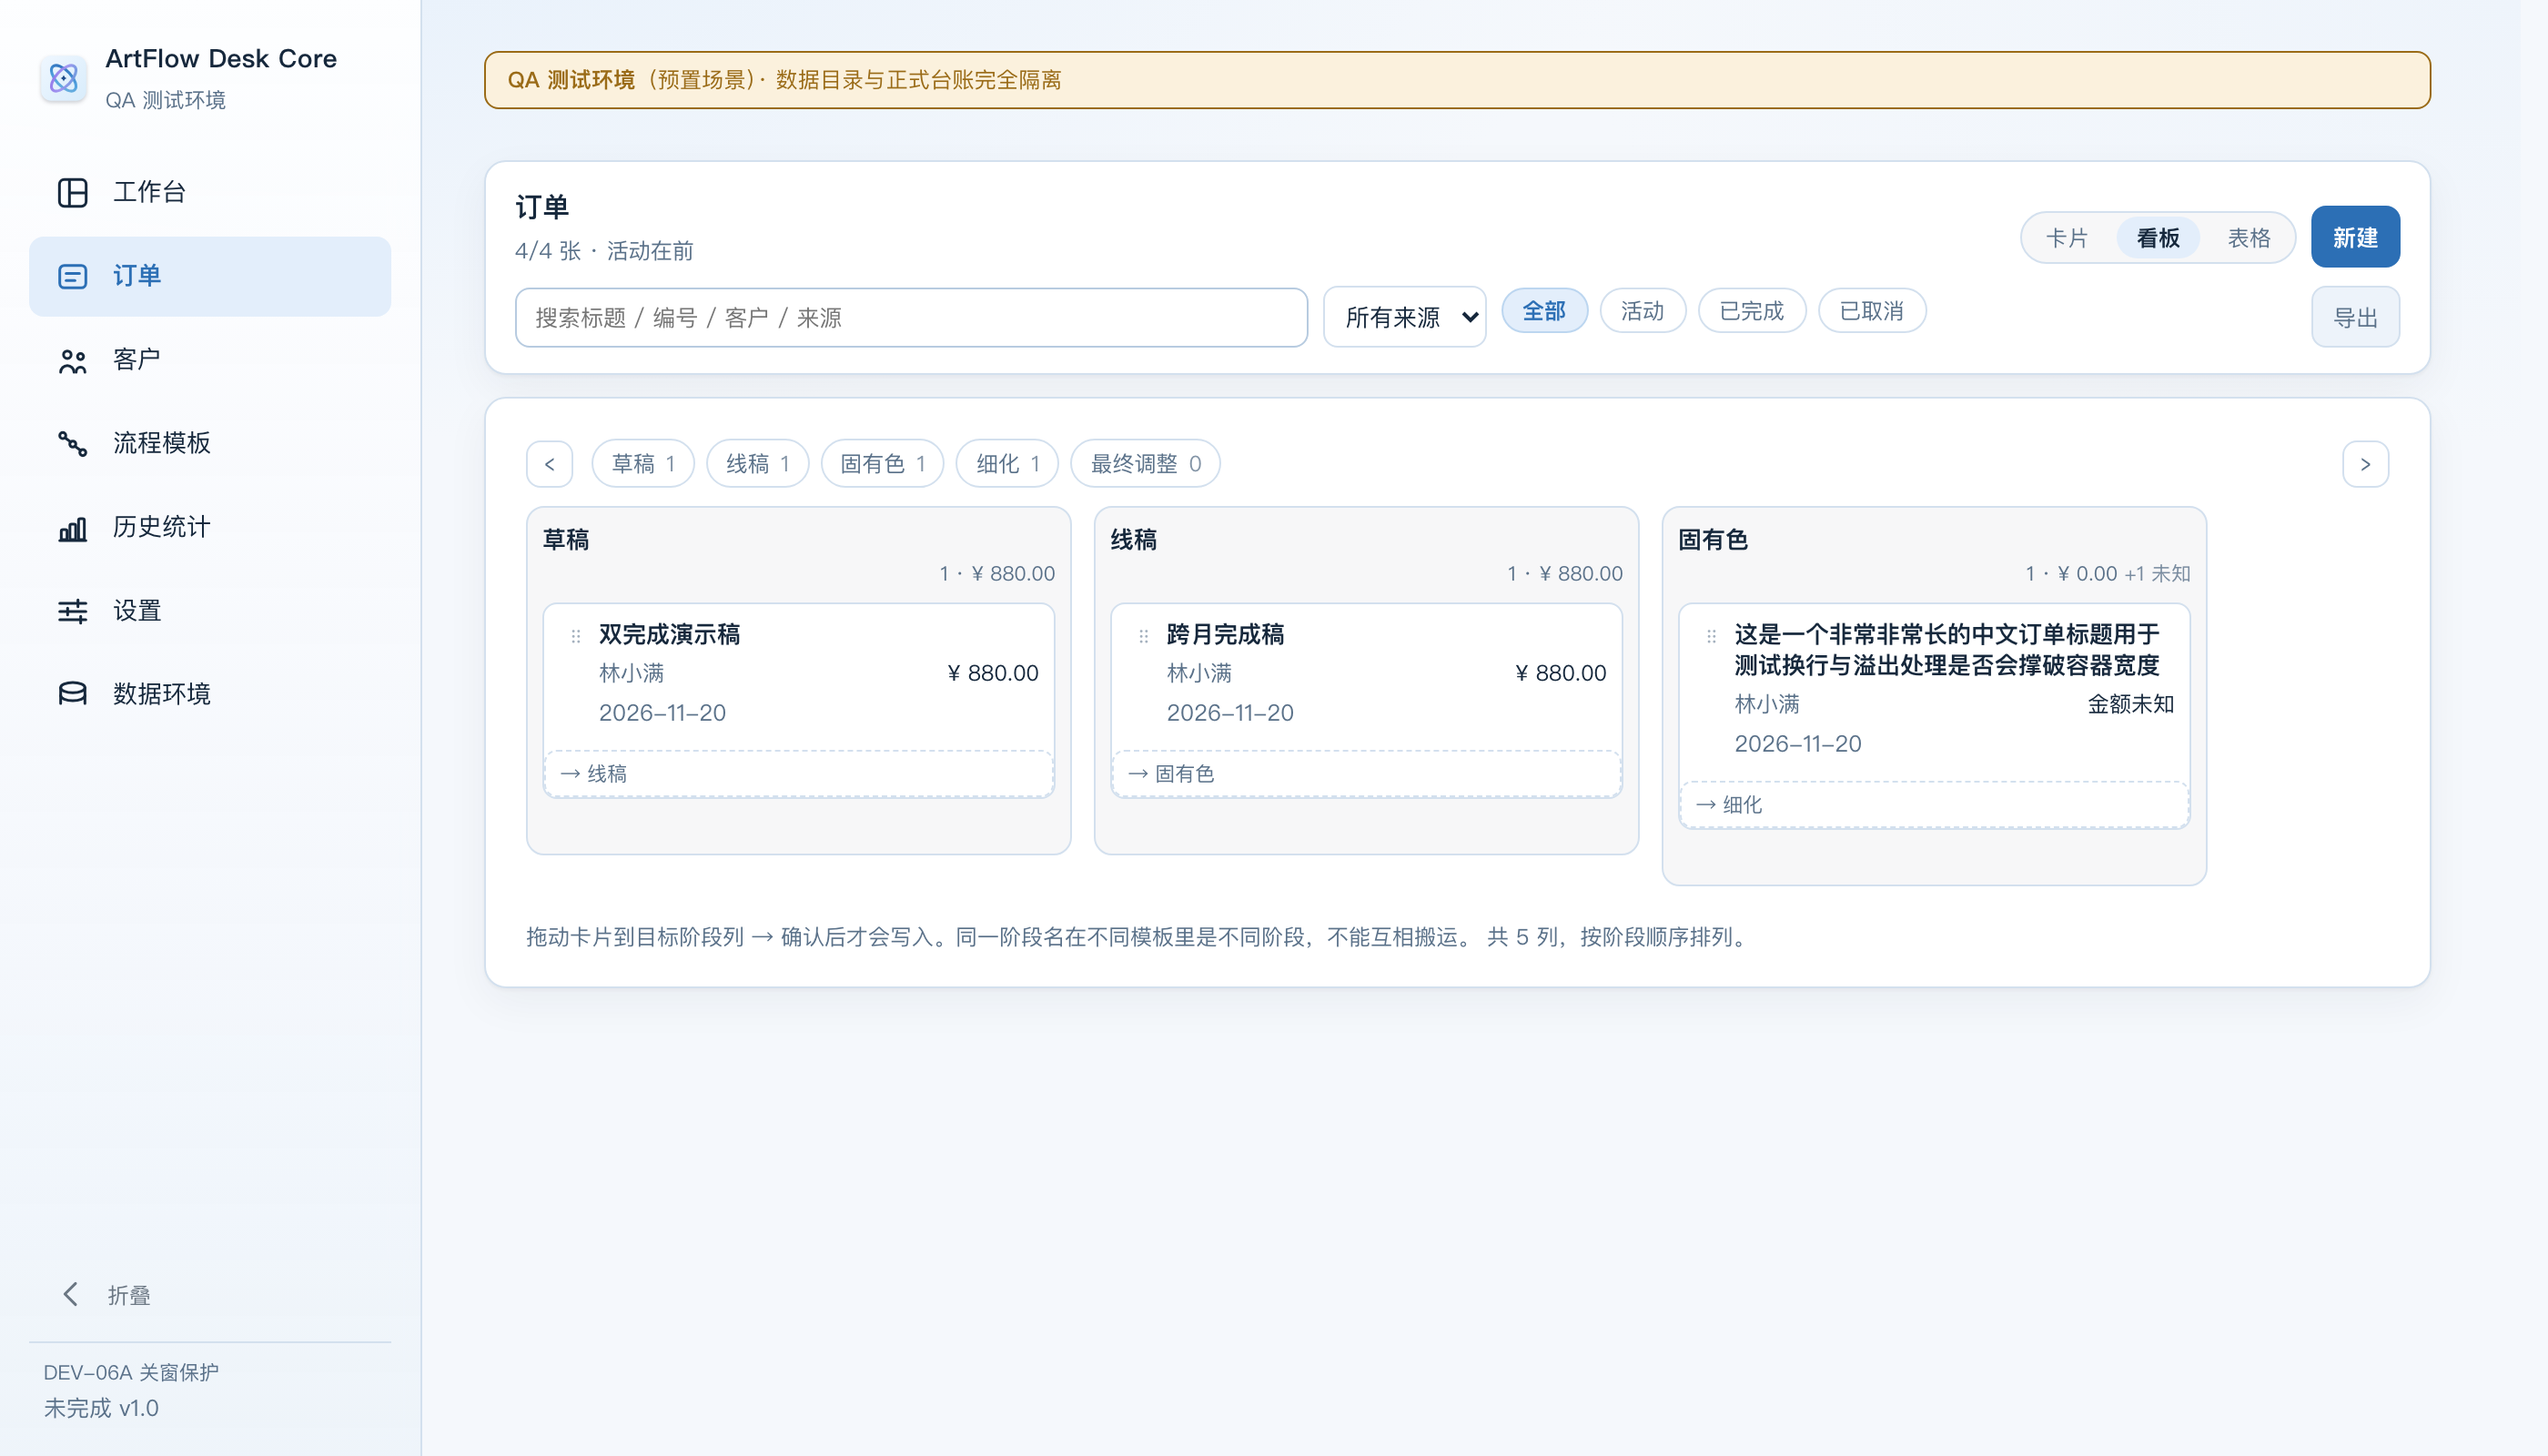 ArtFlow Desk Core
QA 测试环境
工作台
订单
客户
流程模板
历史统计
设置
数据环境
折叠
DEV-06A 关窗保护
未完成 v1.0
QA 测试环境（预置场景）· 数据目录与正式台账完全隔离
订单
4/4 张 · 活动在前
卡片 看板 表格 新建
搜索标题 / 编号 / 客户 / 来源 所有来源 全部 活动 已完成 已取消 导出
< 草稿 1 线稿 1 固有色 1 细化 1 最终调整 0 >
草稿
1 · ¥ 880.00
双完成演示稿
林小满 ¥ 880.00
2026-11-20
→ 线稿
线稿
1 · ¥ 880.00
跨月完成稿
林小满 ¥ 880.00
2026-11-20
→ 固有色
固有色
1 · ¥ 0.00 +1 未知
这是一个非常非常长的中文订单标题用于
测试换行与溢出处理是否会撑破容器宽度
林小满 金额未知
2026-11-20
→ 细化
拖动卡片到目标阶段列 → 确认后才会写入。同一阶段名在不同模板里是不同阶段，不能互相搬运。 共 5 列，按阶段顺序排列。